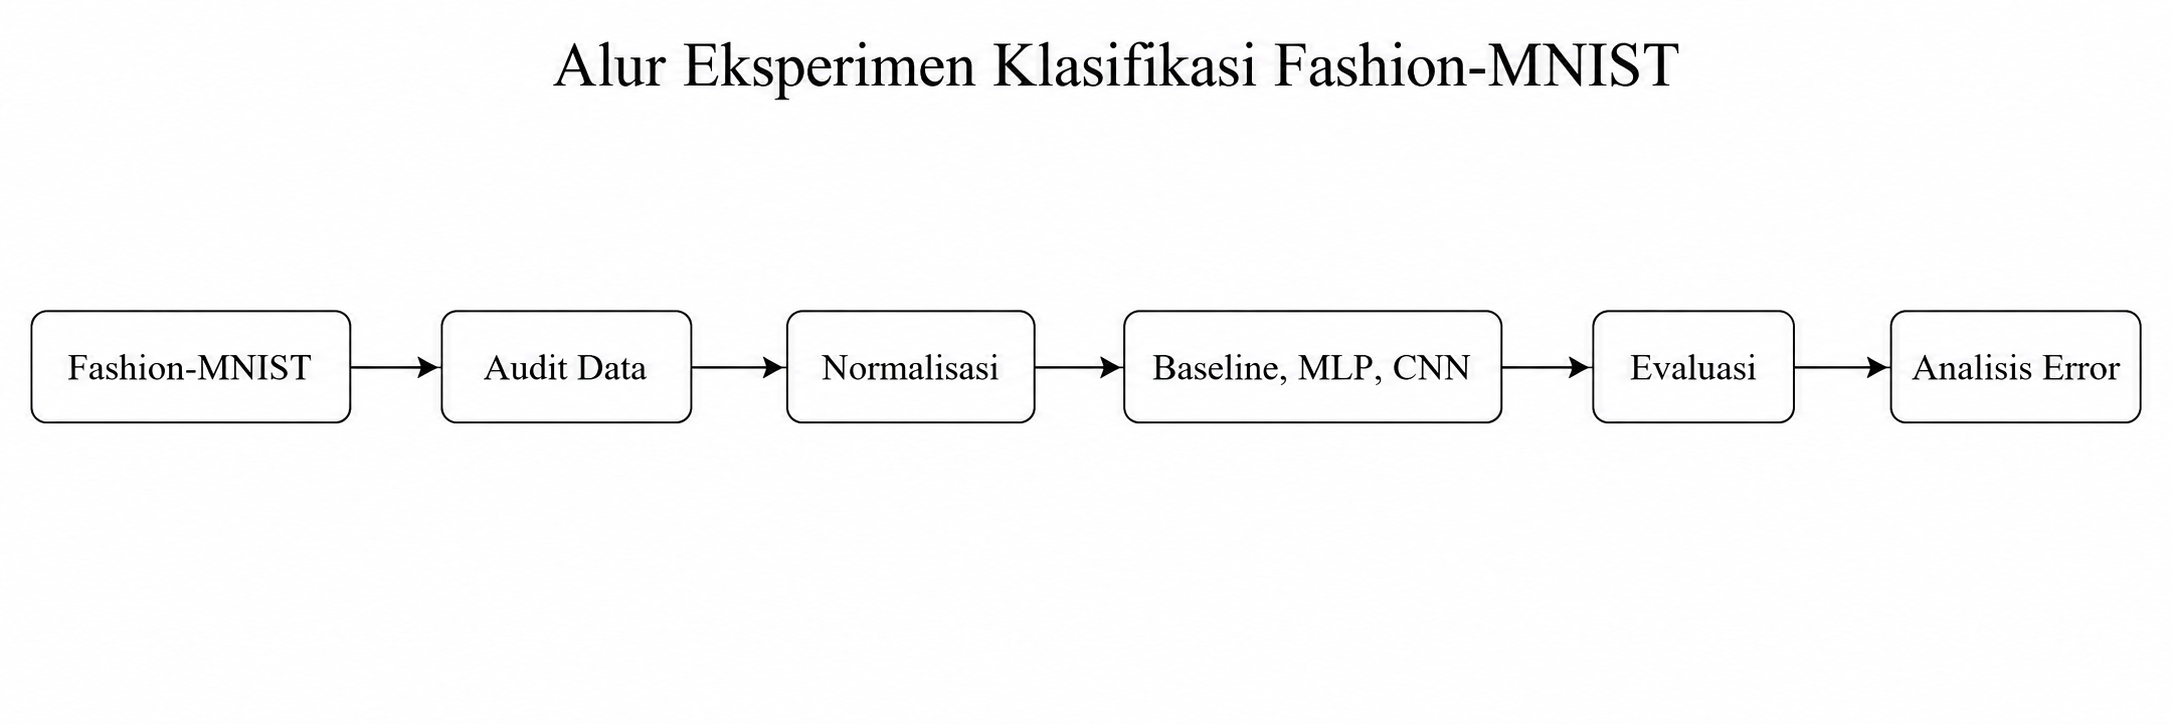 Alur Eksperimen Klasifikasi Fashion-MNIST
Fashion-MNIST
Audit Data
Normalisasi
Baseline, MLP, CNN
Evaluasi
Analisis Error